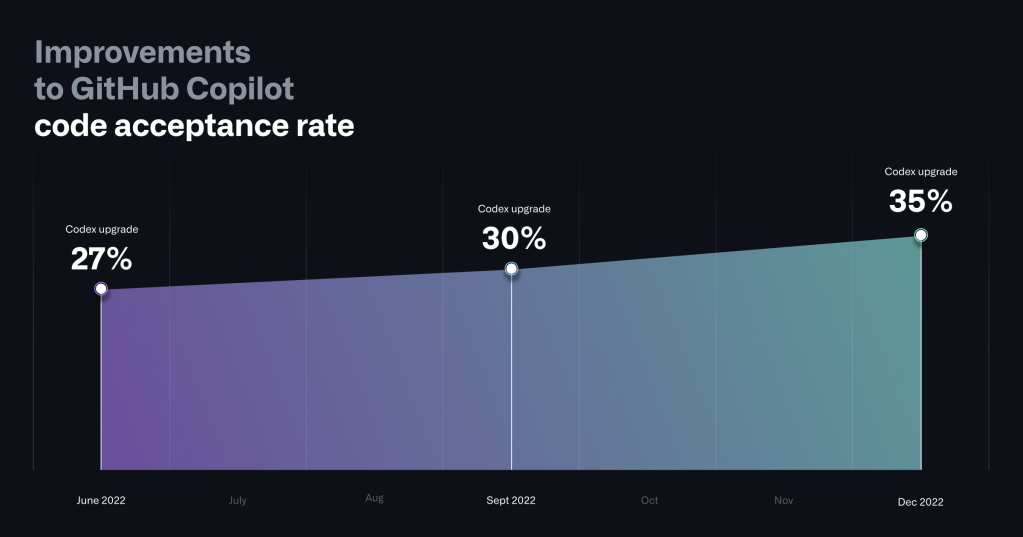 Improvements
to GitHub Copilot
code acceptance rate
Codex upgrade
27%
Codex upgrade
30%
Codex upgrade
35%
June 2022
July
Aug
Sept 2022
Oct
Nov
Dec 2022